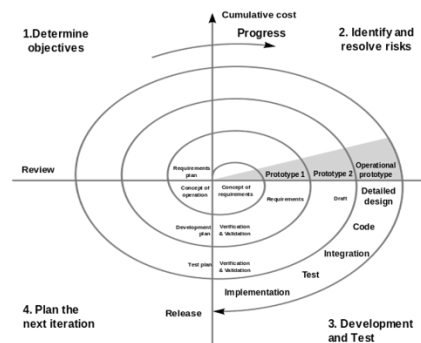 Cumulative cost
1.Determine
objectives
Progress
2. Identify and
resolve risks
Review
Requirements
plan
Concept of
operation
Concept of
requirements
Prototype 1
Prototype 2
Operational
prototype
Requirements
Draft
Detailed
design
Development
plan
Verification
& Validation
Code
Test plan
Verification
& Validation
Integration
Test
Implementation
Release
4. Plan the
next iteration
3. Development
and Test